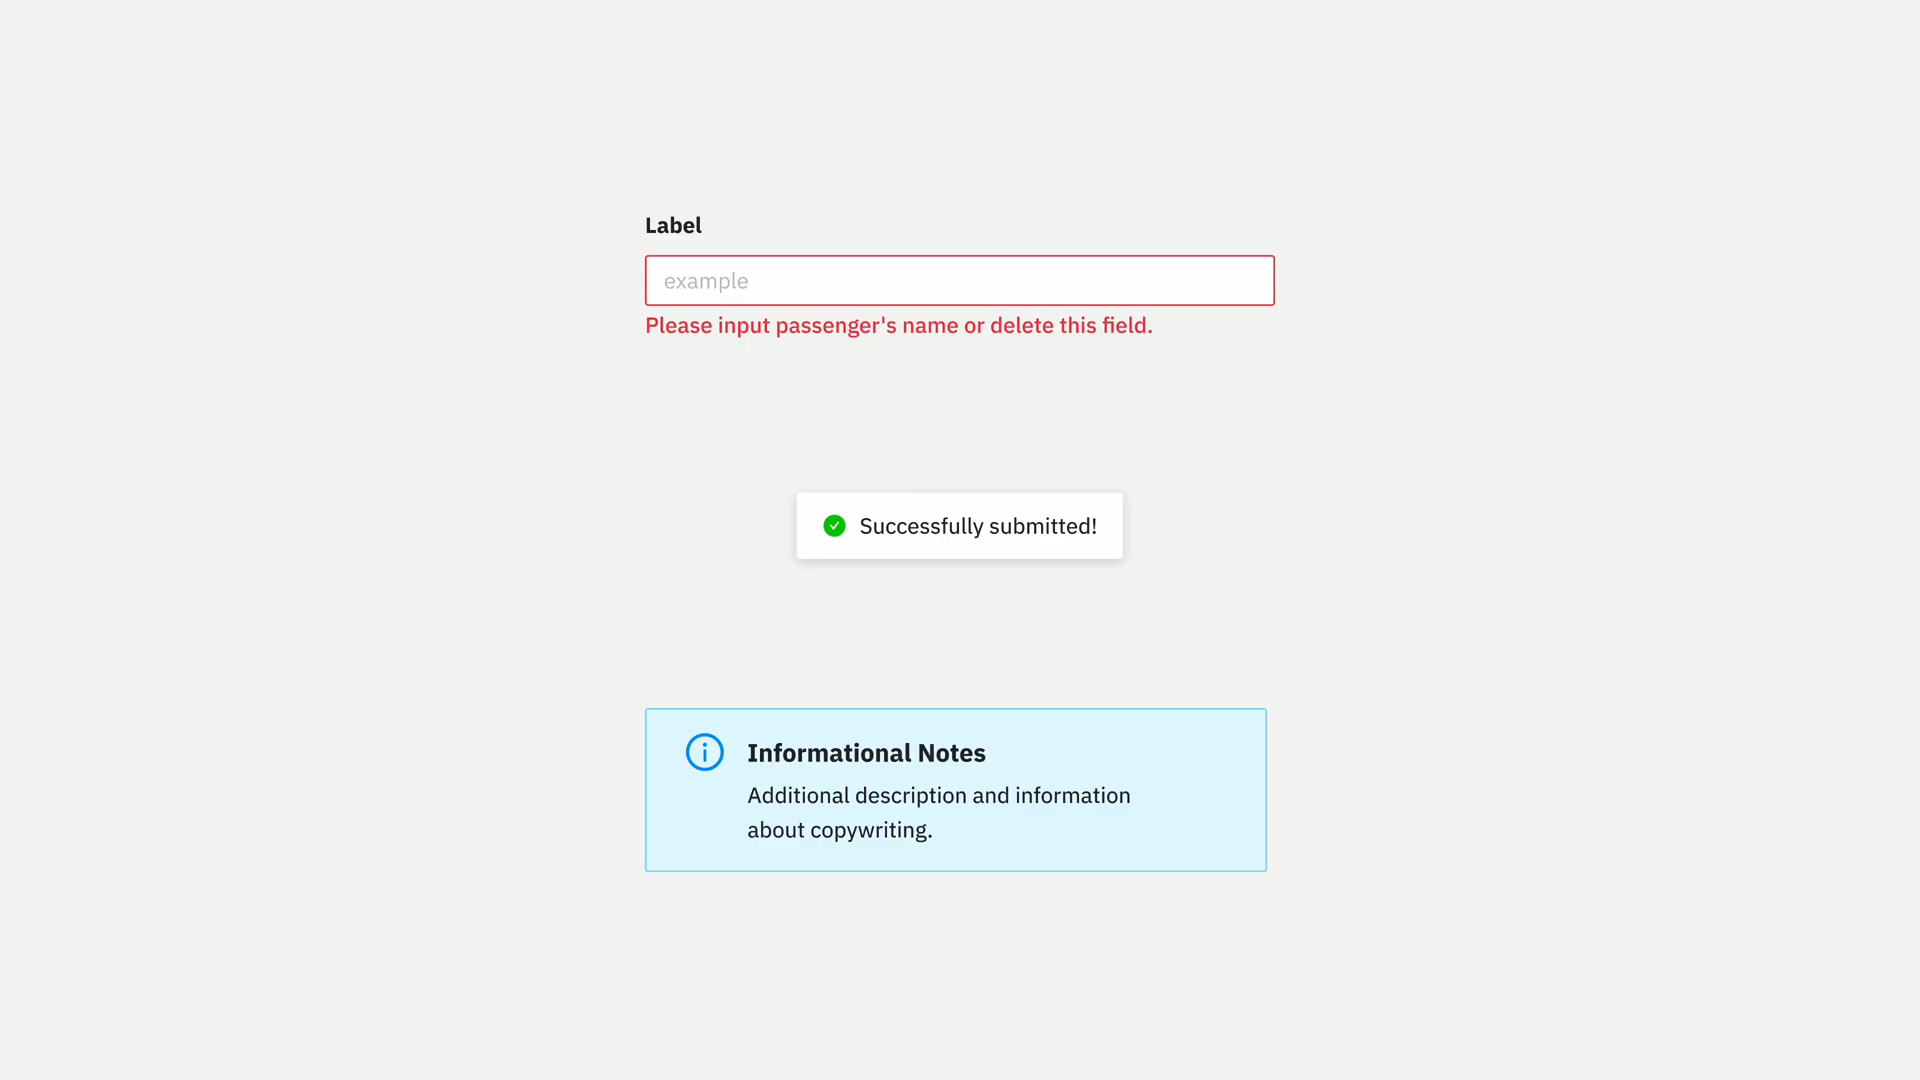 Label
example
Please input passenger's name or delete this field.
Successfully submitted!
Informational Notes
Additional description and information
about copywriting.